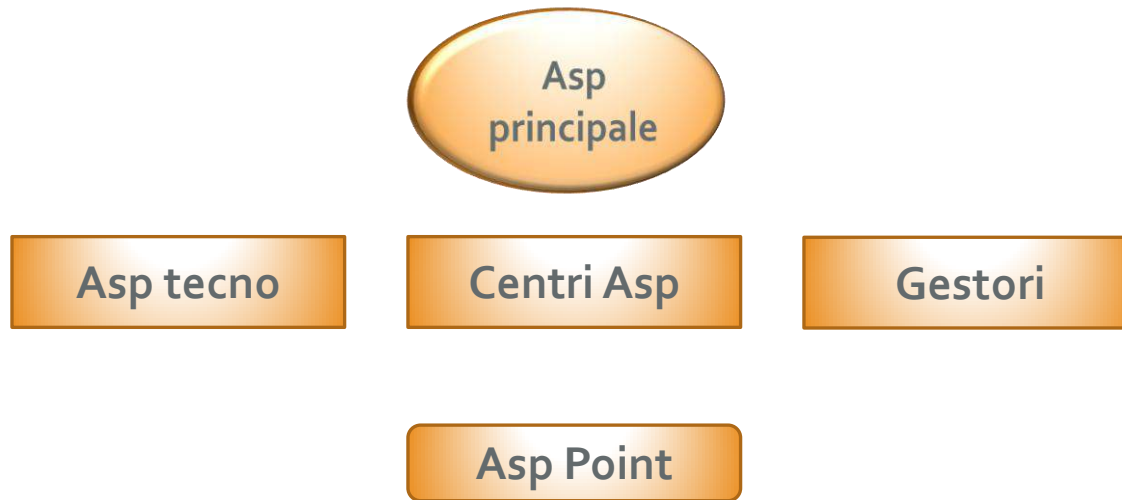 Asp
principale
Asp tecno
Centri Asp
Gestori
Asp Point